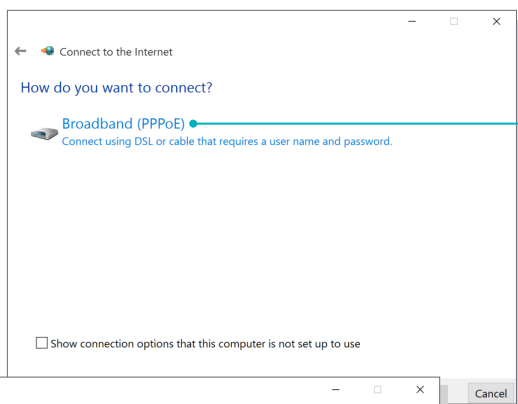 Connect to the Internet
How do you want to connect?
Broadband (PPPoE)
Connect using DSL or cable that requires a user name and password.
Show connection options that this computer is not set up to use
Cancel